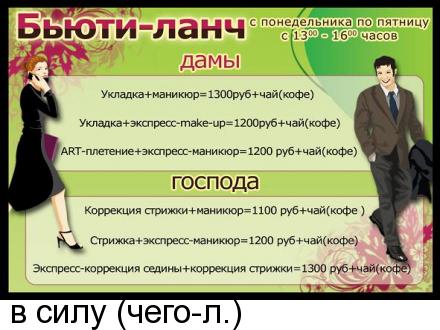 Бьюти-ланч
с понедельника по пятницу
с 13⁰⁰ - 16⁰⁰ часов
дамы
Укладка+маникюр=1300руб+чай(кофе)
Укладка+экспресс-make-up=1200руб+чай(кофе)
ART-плетение+экспресс-маникюр=1200 руб+чай(кофе)
господа
Коррекция стрижки+маникюр=1100 руб+чай(кофе )
Стрижка+экспресс-маникюр=1200 руб+чай(кофе)
Экспресс-коррекция седины+коррекция стрижки=1300 руб+чай(кофе)
в силу (чего-л.)